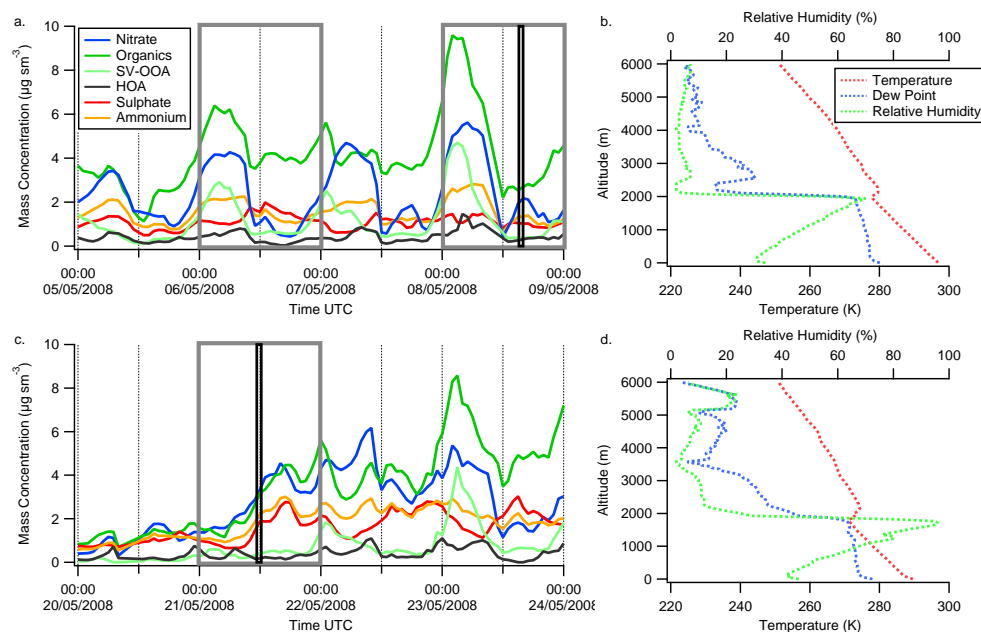 a.
10
8
6
4
2
0
Mass Concentration (µg sm⁻³)
Nitrate
Organics
SV-OOA
HOA
Sulphate
Ammonium
00:00 00:00 00:00 00:00 00:00
05/05/2008 06/05/2008 07/05/2008 08/05/2008 09/05/2008
Time UTC
b.
Relative Humidity (%)
0 20 40 60 80 100
6000
5000
4000
3000
2000
1000
0
Altitude (m)
Temperature
Dew Point
Relative Humidity
220 240 260 280 300
Temperature (K)
c.
10
8
6
4
2
0
Mass Concentration (µg sm⁻³)
00:00 00:00 00:00 00:00 00:00
20/05/2008 21/05/2008 22/05/2008 23/05/2008 24/05/2008
Time UTC
d.
Relative Humidity (%)
0 20 40 60 80 100
6000
5000
4000
3000
2000
1000
0
Altitude (m)
220 240 260 280 300
Temperature (K)